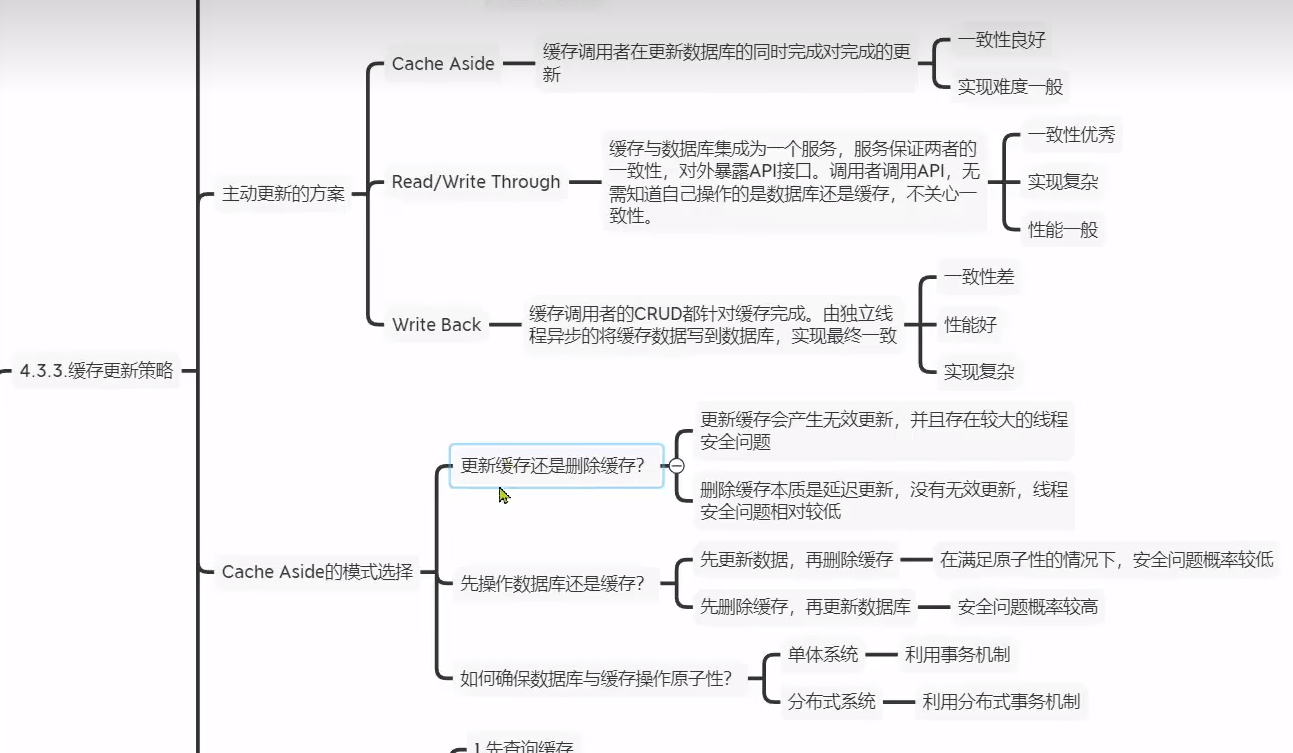 4.3.3.缓存更新策略
主动更新的方案
Cache Aside
缓存调用者在更新数据库的同时完成对完成的更
新
一致性良好
实现难度一般
Read/Write Through
缓存与数据库集成为一个服务，服务保证两者的
一致性，对外暴露API接口。调用者调用API，无
需知道自己操作的是数据库还是缓存，不关心一
致性。
一致性优秀
实现复杂
性能一般
Write Back
缓存调用者的CRUD都针对缓存完成。由独立线
程异步的将缓存数据写到数据库，实现最终一致
一致性差
性能好
实现复杂
Cache Aside的模式选择
更新缓存还是删除缓存？
更新缓存会产生无效更新，并且存在较大的线程
安全问题
删除缓存本质是延迟更新，没有无效更新，线程
安全问题相对较低
先操作数据库还是缓存？
先更新数据，再删除缓存
在满足原子性的情况下，安全问题概率较低
先删除缓存，再更新数据库
安全问题概率较高
如何确保数据库与缓存操作原子性？
单体系统
利用事务机制
分布式系统
利用分布式事务机制
1.先查询缓存